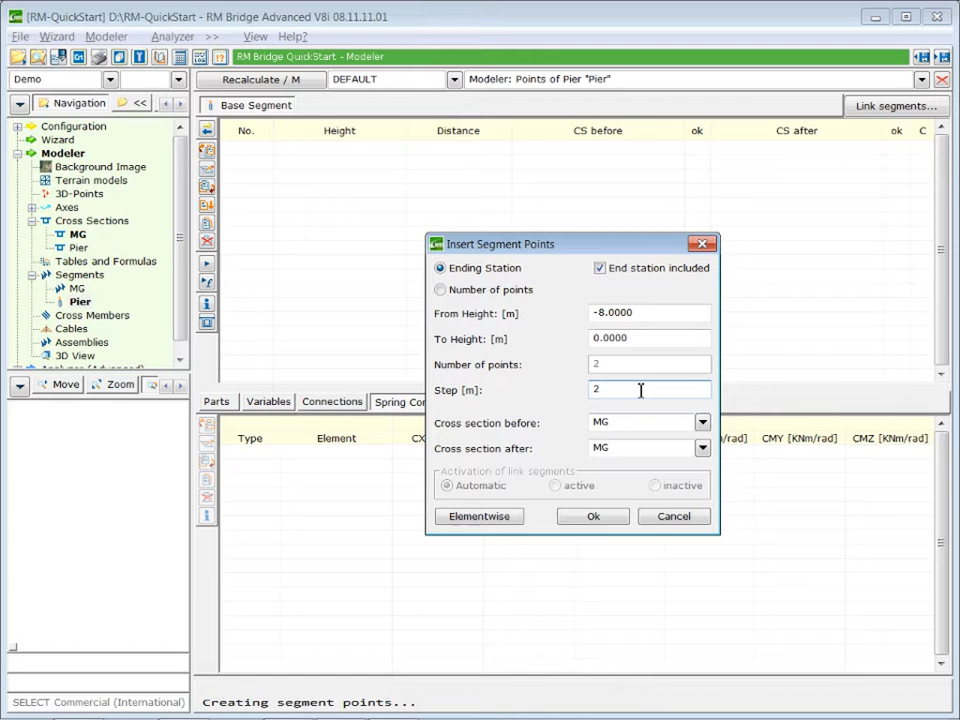 [RM-QuickStart] D:\RM-QuickStart - RM Bridge Advanced V8i 08.11.11.01
File Wizard Modeler Analyzer >> View Help?
RM Bridge QuickStart - Modeler
Demo Recalculate / M DEFAULT Modeler: Points of Pier "Pier"
Navigation << Base Segment Link segments...
Configuration
Wizard
Modeler
Background Image
Terrain models
3D-Points
Axes
Cross Sections
MG
Pier
Tables and Formulas
Segments
MG
Pier
Cross Members
Cables
Assemblies
3D View
No. Height Distance CS before ok CS after ok C
Insert Segment Points
Ending Station End station included
Number of points
From Height: [m] -8.0000
To Height: [m] 0.0000
Number of points: 2
Step [m]: 2
Cross section before: MG
Cross section after: MG
Activation of link segments
Automatic active inactive
Elementwise Ok Cancel
Move Zoom
Parts Variables Connections Spring Con
Type Element CX m/rad] CMY [KNm/rad] CMZ [KNm/rad]
SELECT Commercial (International) Creating segment points...